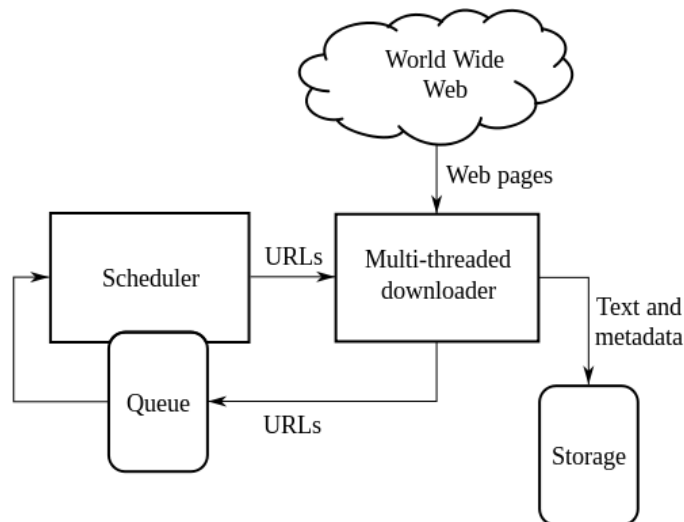 World Wide
Web
Web pages
Scheduler
URLs
Multi-threaded
downloader
Text and
metadata
Queue
URLs
Storage